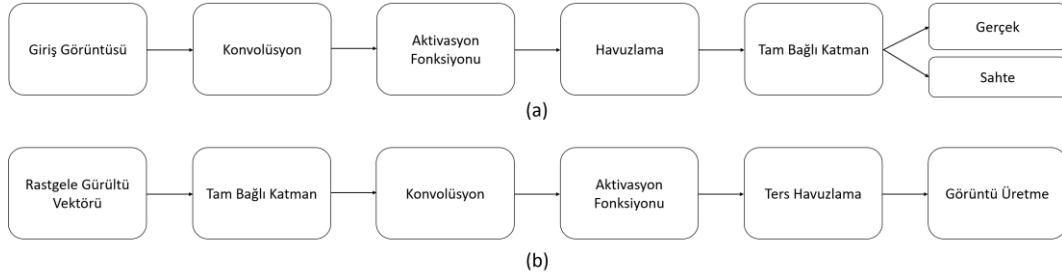 Giriş Görüntüsü
Konvolüsyon
Aktivasyon
Fonksiyonu
Havuzlama
Tam Bağlı Katman
Gerçek
Sahte
(a)
Rastgele Gürültü
Vektörü
Tam Bağlı Katman
Konvolüsyon
Aktivasyon
Fonksiyonu
Ters Havuzlama
Görüntü Üretme
(b)